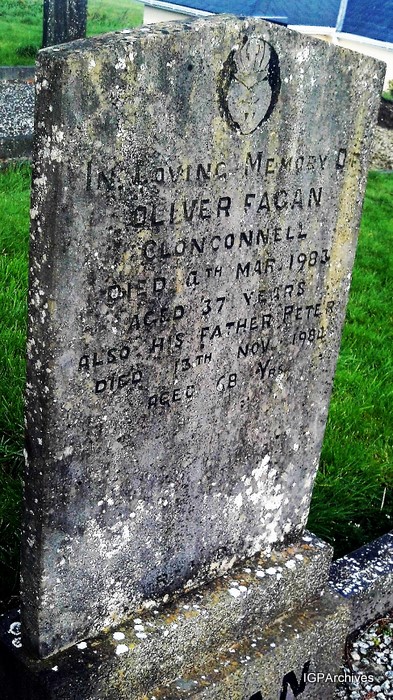 IN LOVING MEMORY OF
OLIVER FAGAN
CLONCONNELL
DIED TH MAR. 1983
AGED 37 YEARS
ALSO HIS FATHER PETER
DIED 13TH NOV. 1984
AGED 68 YRS
R.
N
IGPArchives